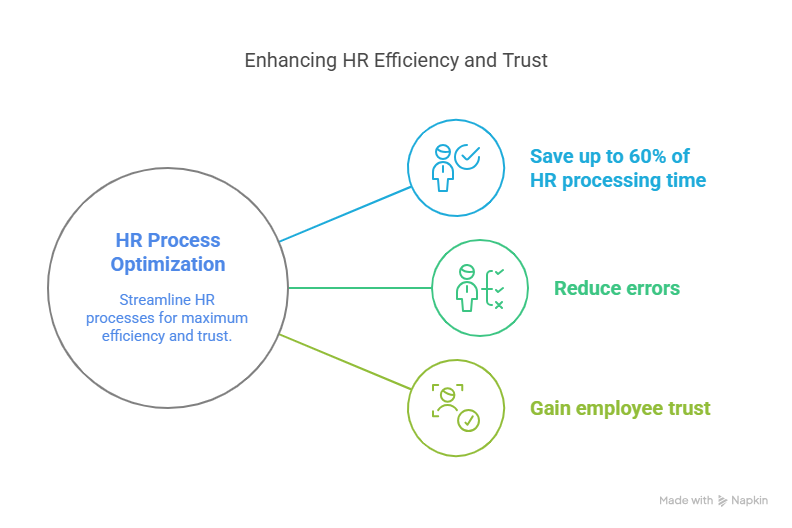 Enhancing HR Efficiency and Trust
HR Process
Optimization
Streamline HR
processes for maximum
efficiency and trust.
Save up to 60% of
HR processing time
Reduce errors
Gain employee trust
Made with Napkin